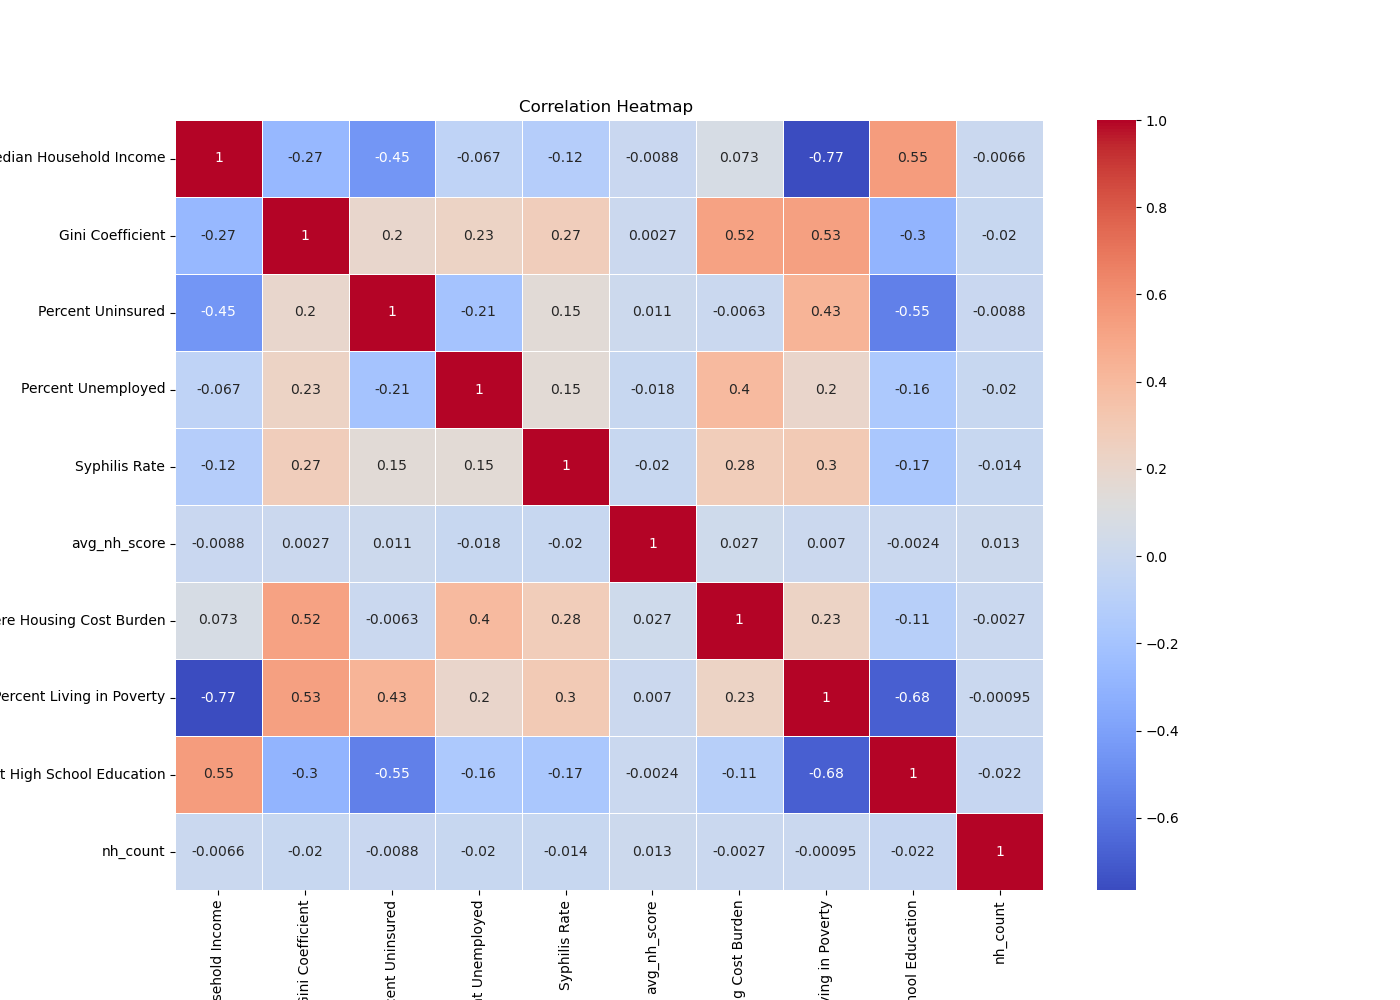 Correlation Heatmap
edian Household Income 1 -0.27 -0.45 -0.067 -0.12 -0.0088 0.073 -0.77 0.55 -0.0066
Gini Coefficient -0.27 1 0.2 0.23 0.27 0.0027 0.52 0.53 -0.3 -0.02
Percent Uninsured -0.45 0.2 1 -0.21 0.15 0.011 -0.0063 0.43 -0.55 -0.0088
Percent Unemployed -0.067 0.23 -0.21 1 0.15 -0.018 0.4 0.2 -0.16 -0.02
Syphilis Rate -0.12 0.27 0.15 0.15 1 -0.02 0.28 0.3 -0.17 -0.014
avg_nh_score -0.0088 0.0027 0.011 -0.018 -0.02 1 0.027 0.007 -0.0024 0.013
ere Housing Cost Burden 0.073 0.52 -0.0063 0.4 0.28 0.027 1 0.23 -0.11 -0.0027
Percent Living in Poverty -0.77 0.53 0.43 0.2 0.3 0.007 0.23 1 -0.68 -0.00095
t High School Education 0.55 -0.3 -0.55 -0.16 -0.17 -0.0024 -0.11 -0.68 1 -0.022
nh_count -0.0066 -0.02 -0.0088 -0.02 -0.014 0.013 -0.0027 -0.00095 -0.022 1
sehold Income
Gini Coefficient
cent Uninsured
nt Unemployed
Syphilis Rate
avg_nh_score
g Cost Burden
ving in Poverty
hool Education
nh_count
1.0
0.8
0.6
0.4
0.2
0.0
−0.2
−0.4
−0.6